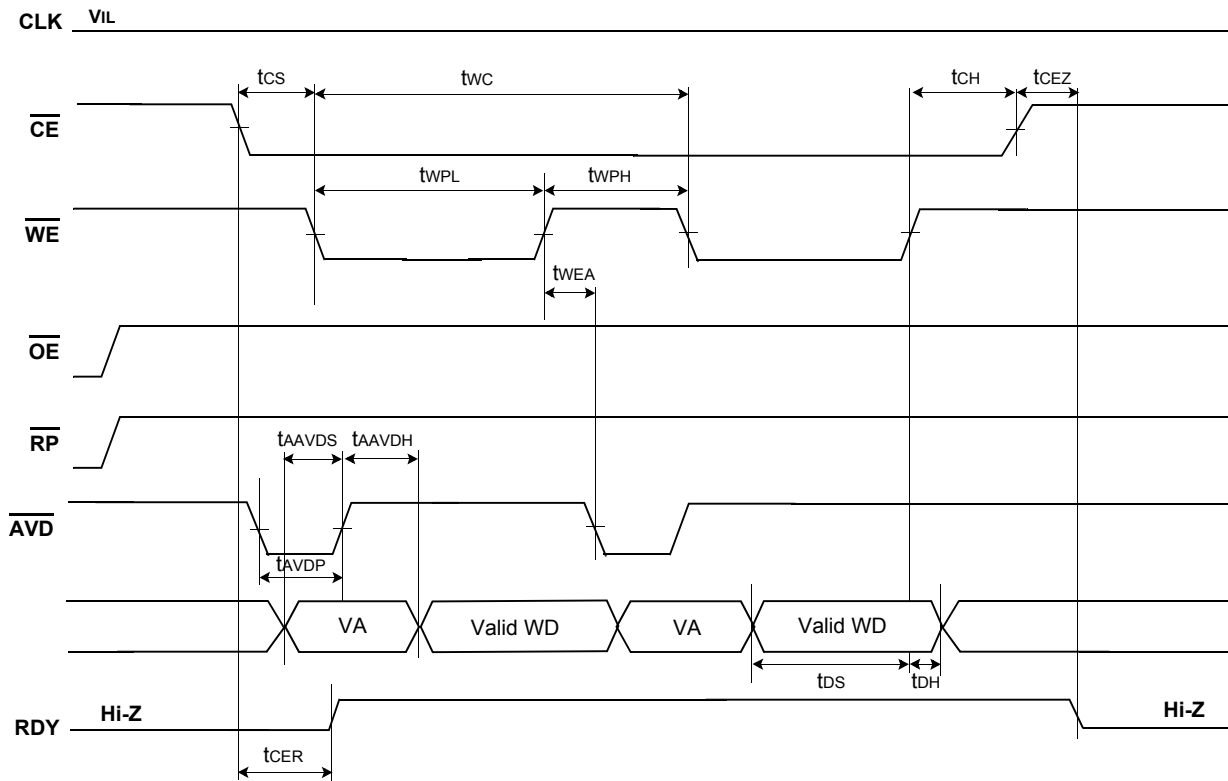 CLK VIL
tCS tWC tCH tCEZ
CE
tWPL tWPH
WE
tWEA
OE
RP
tAAVDS tAAVDH
AVD
tAVDP
VA Valid WD VA Valid WD
tDS tDH
RDY Hi-Z Hi-Z
tCER